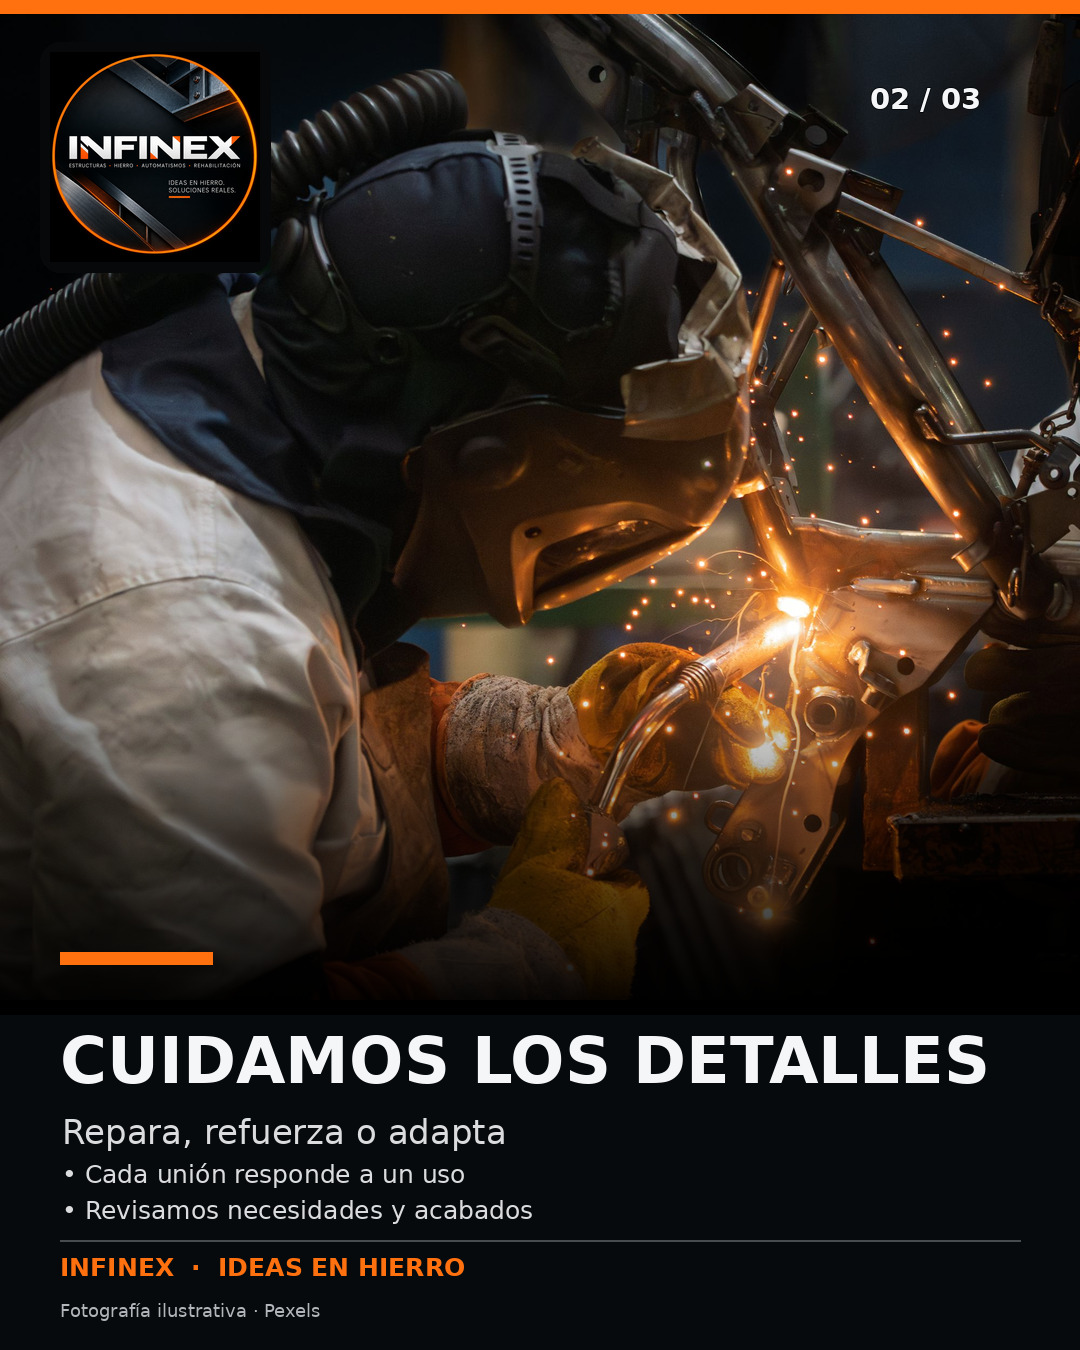 INFINEX
ESTRUCTURAS · HIERRO · AUTOMATISMOS · REHABILITACIÓN
IDEAS EN HIERRO.
SOLUCIONES REALES.
02 / 03
CUIDAMOS LOS DETALLES
Repara, refuerza o adapta
• Cada unión responde a un uso
• Revisamos necesidades y acabados
INFINEX · IDEAS EN HIERRO
Fotografía ilustrativa · Pexels